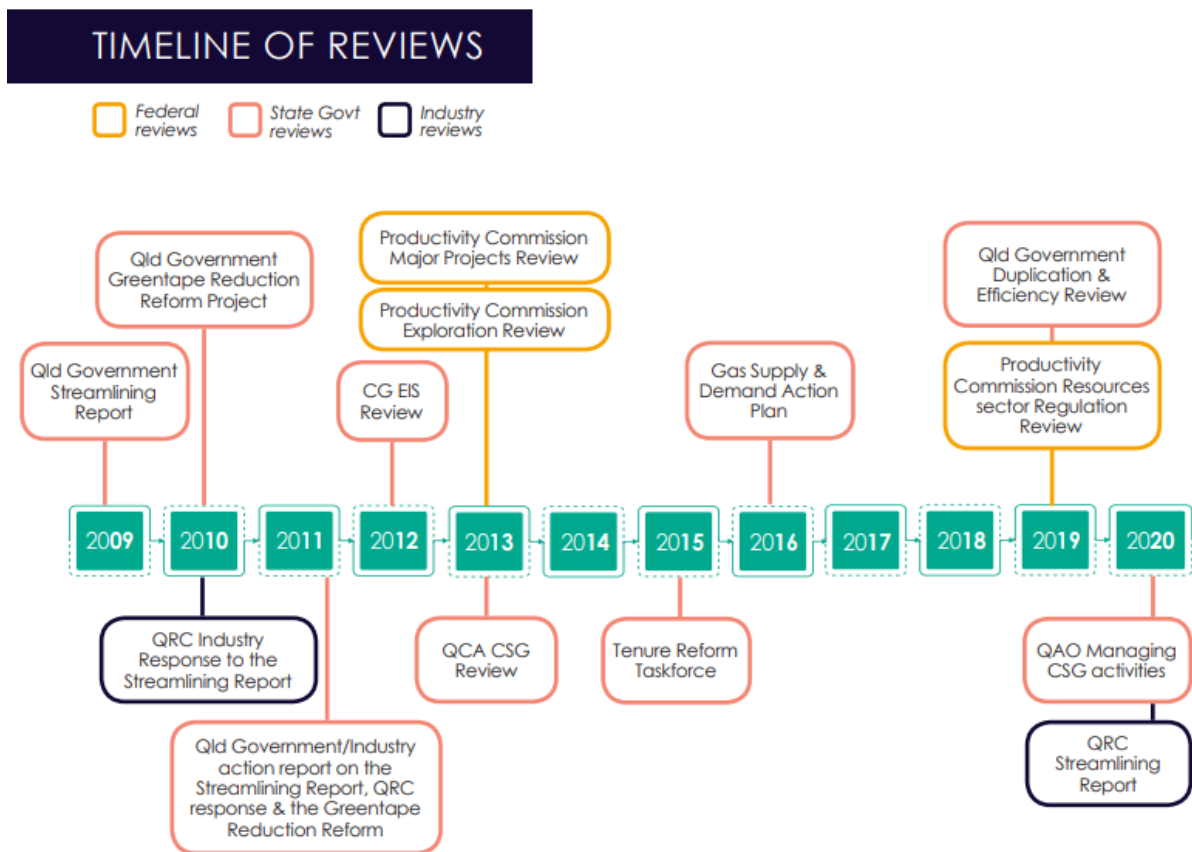 TIMELINE OF REVIEWS
Federal
reviews
State Govt
reviews
Industry
reviews
Qld Government
Greentape Reduction
Reform Project
Productivity Commission
Major Projects Review
Productivity Commission
Exploration Review
Qld Government
Duplication &
Efficiency Review
Qld Government
Streamlining
Report
CG EIS
Review
Gas Supply &
Demand Action
Plan
Productivity
Commission Resources
sector Regulation
Review
2009
2010
2011
2012
2013
2014
2015
2016
2017
2018
2019
2020
QRC Industry
Response to the
Streamlining Report
QCA CSG
Review
Tenure Reform
Taskforce
QAO Managing
CSG activities
Qld Government/Industry
action report on the
Streamlining Report, QRC
response & the Greentape
Reduction Reform
QRC
Streamlining
Report